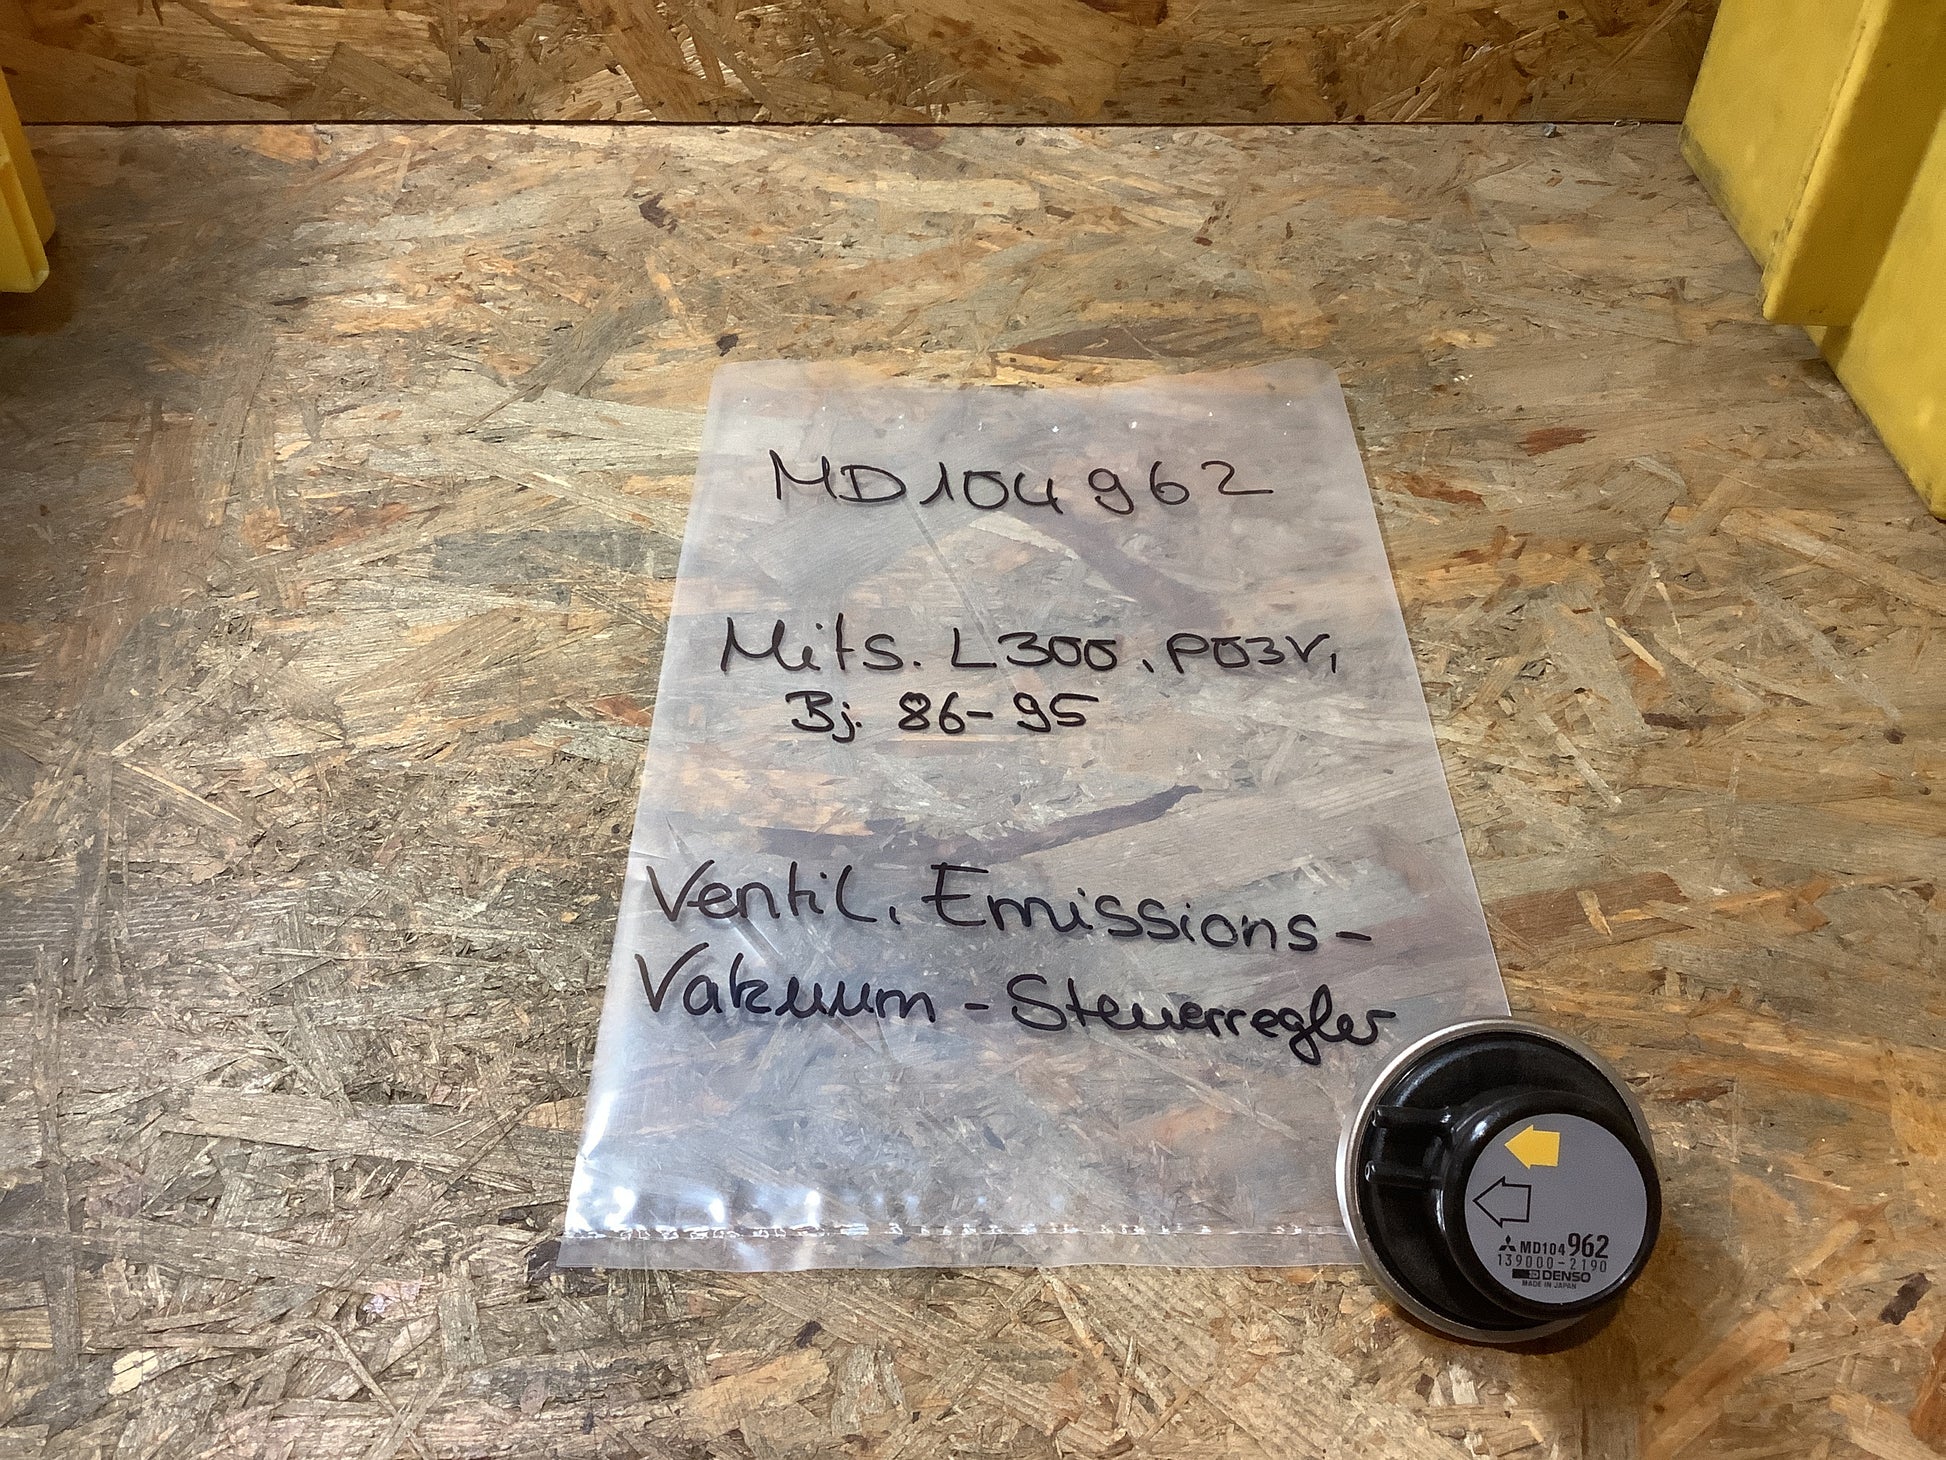 MD104962
Mits. L300, P03V,
Bj. 86-95
Ventil, Emissions-
Vakuum-Steuerregler
MD104962
139000-2190
DENSO
MADE IN JAPAN